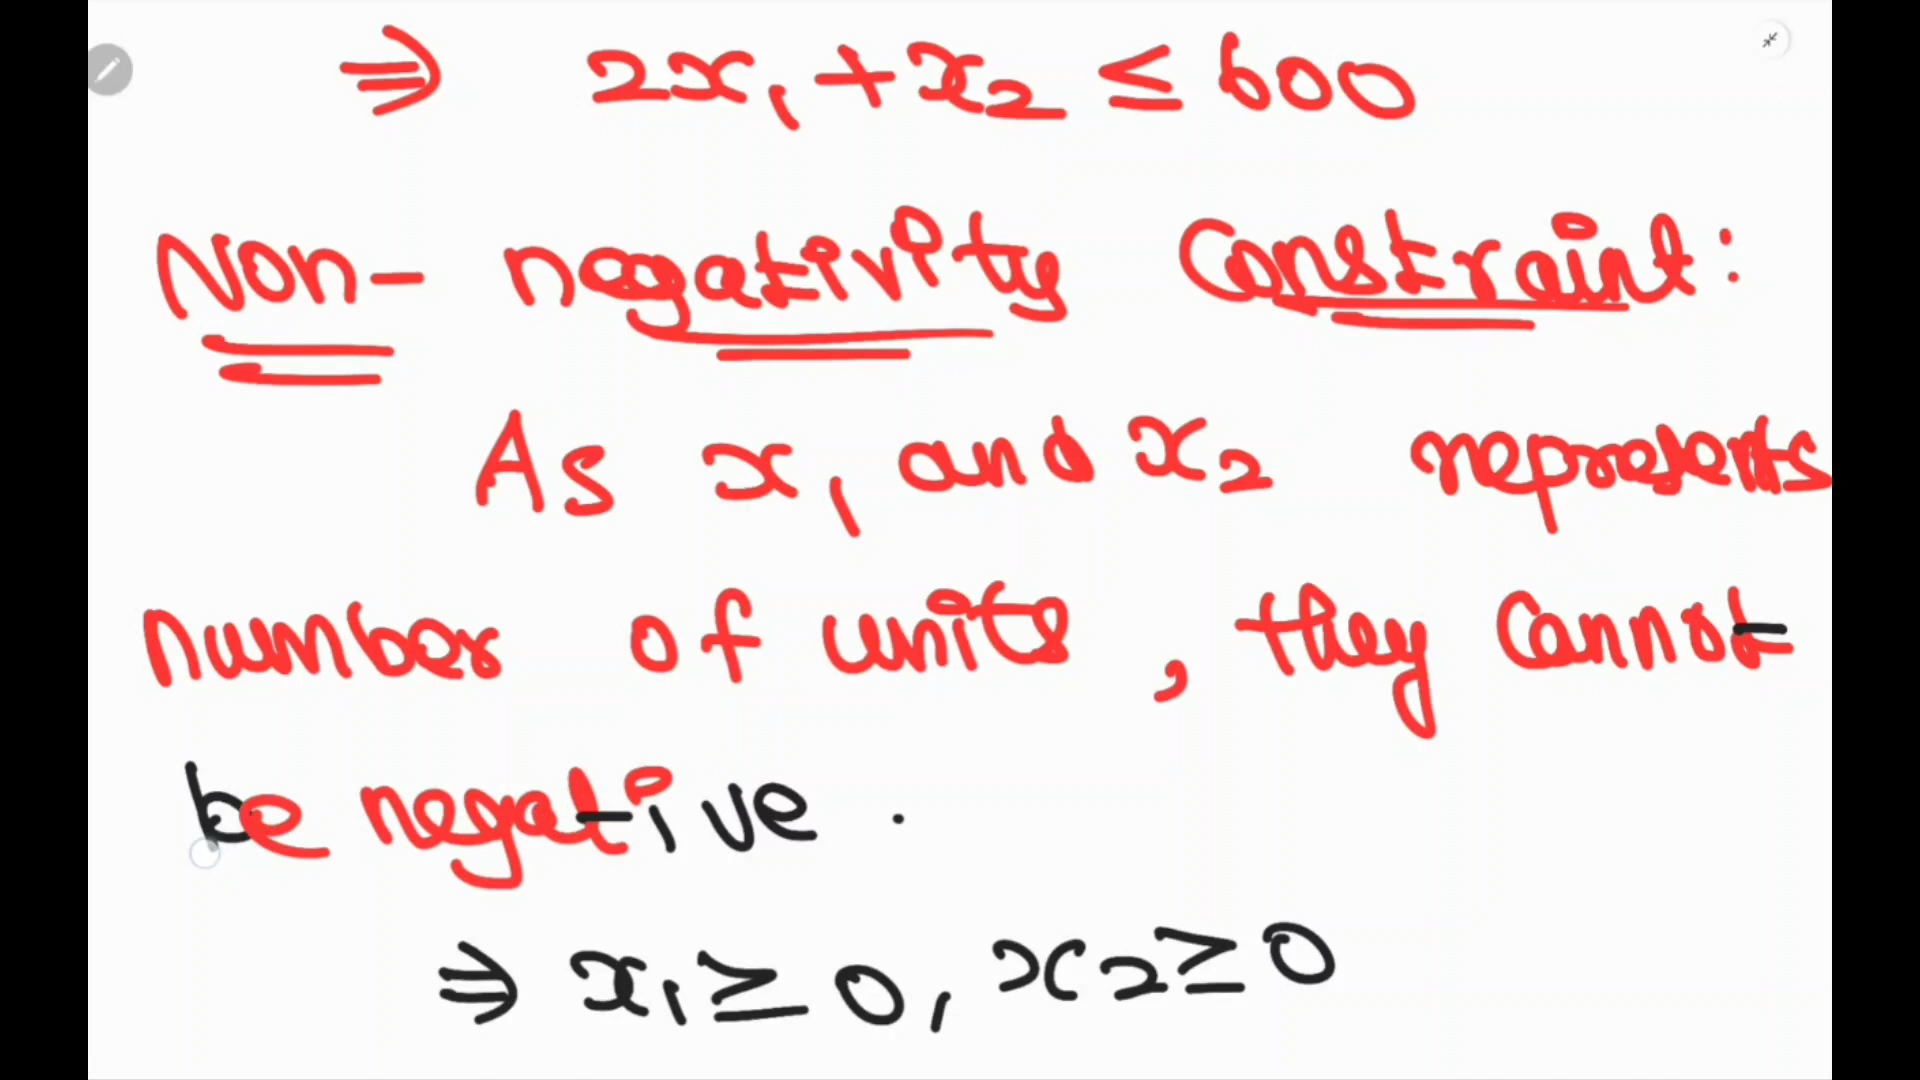 ⇒ 2x₁ + x₂ ≤ 600
Non-negativity Constraint:
As x₁ and x₂ represents
number of units, they cannot
be negative.
⇒ x₁ ≥ 0, x₂ ≥ 0